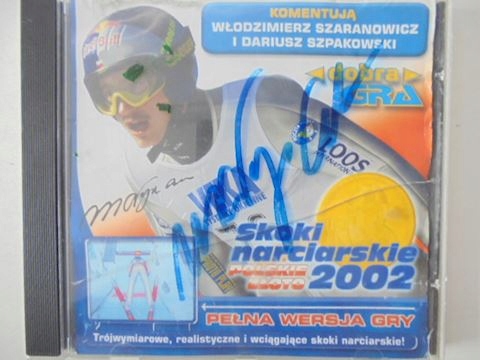 KOMENTUJĄ
WŁODZIMIERZ SZARANOWICZ
I DARIUSZ SZPAKOWSKI
dobra
GRA
LOOS
Skoki
narciarskie
POLSKIE
ZŁOTO
2002
PEŁNA WERSJA GRY
Trójwymiarowe, realistyczne i wciągające skoki narciarskie!